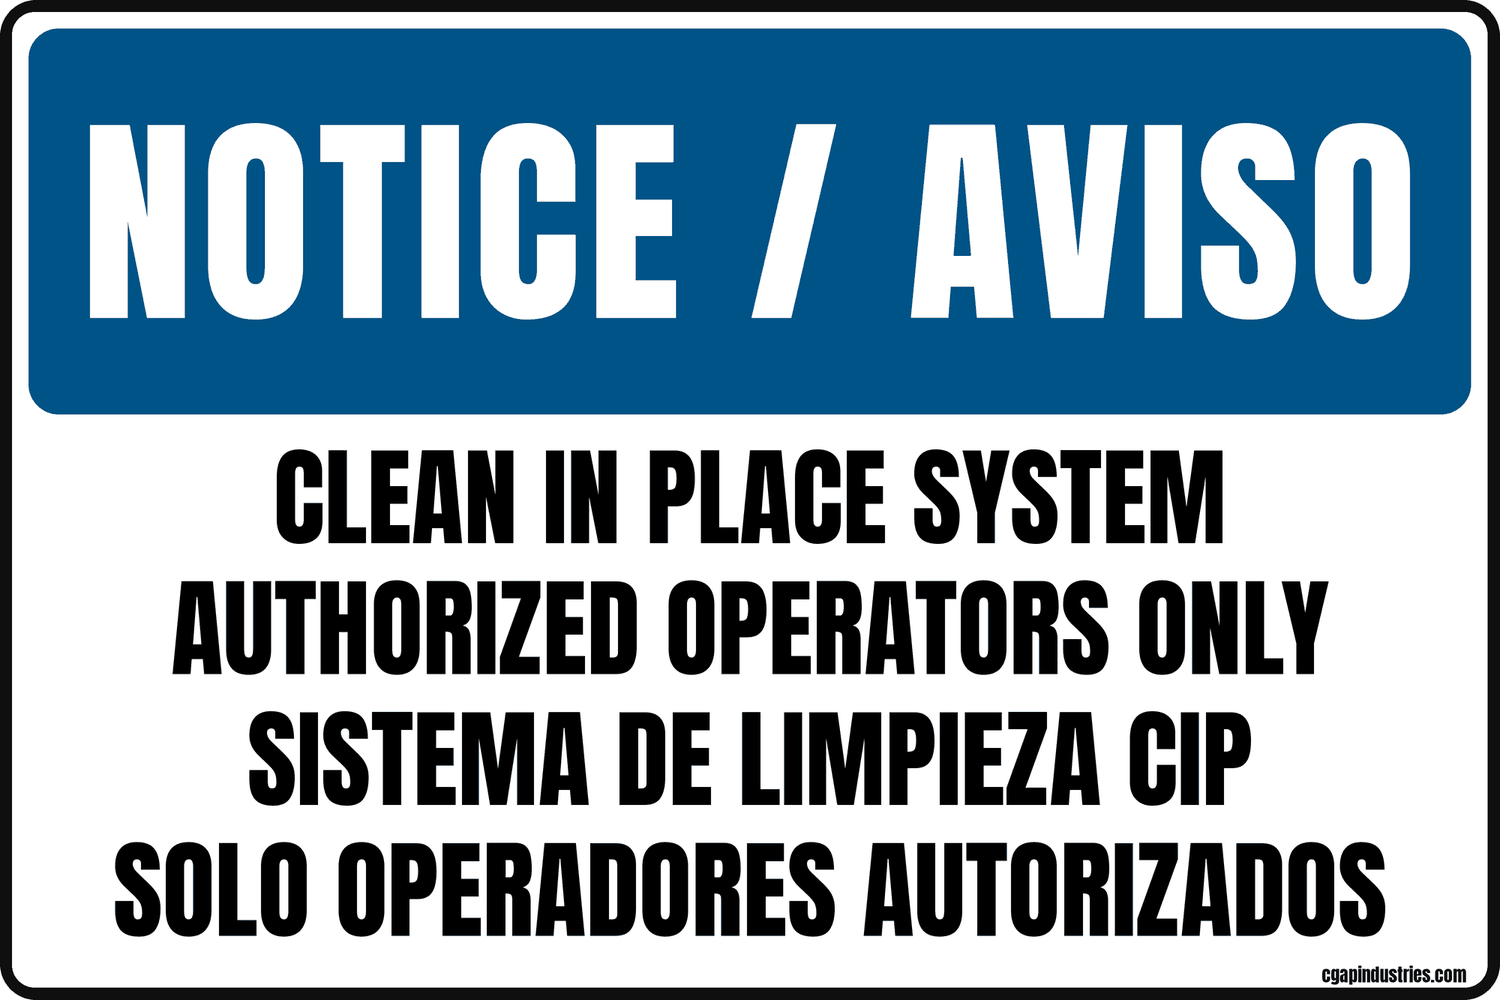 NOTICE / AVISO
CLEAN IN PLACE SYSTEM
AUTHORIZED OPERATORS ONLY
SISTEMA DE LIMPIEZA CIP
SOLO OPERADORES AUTORIZADOS
cgapindustries.com